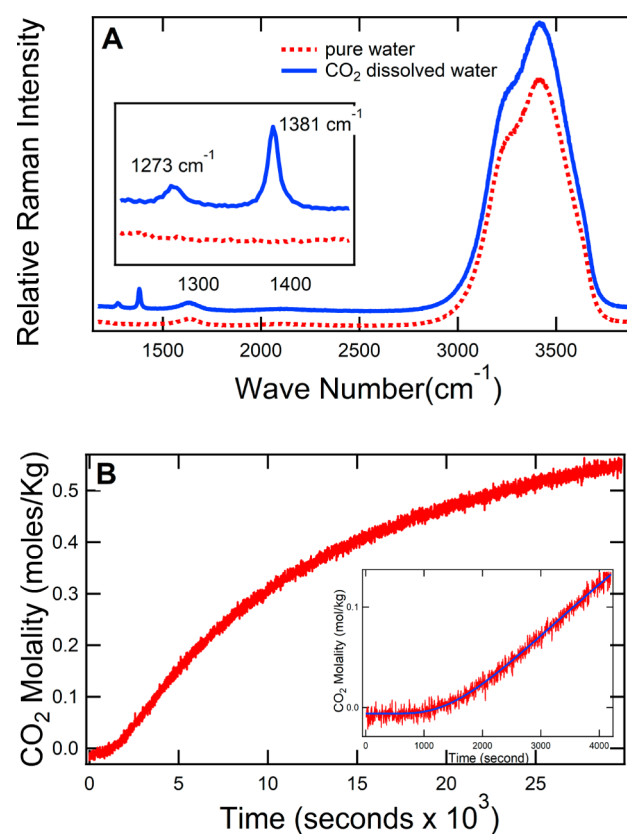 A
pure water
CO2 dissolved water
Relative Raman Intensity
1381 cm-1
1273 cm-1
1300 1400
1500 2000 2500 3000 3500
Wave Number(cm-1)
B
CO2 Molality (moles/Kg)
0.5
0.4
0.3
0.2
0.1
0.0
CO2 Molality (mol/kg)
0.1
0.0
0 1000 2000 3000 4000
Time (second)
0 5 10 15 20 25
Time (seconds x 103)